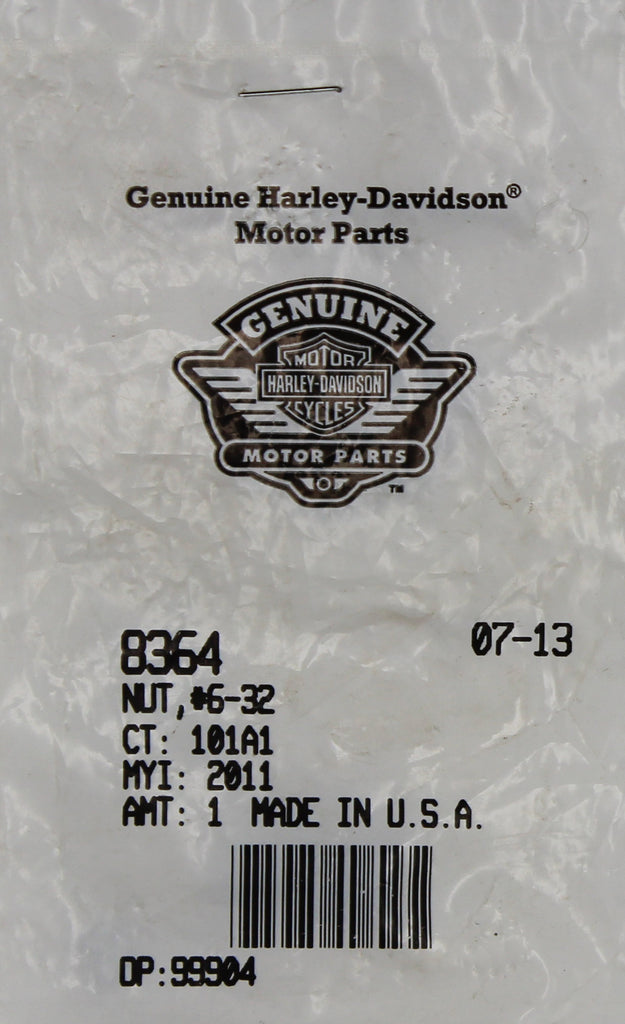 Genuine Harley-Davidson®
Motor Parts
GENUINE
MOTOR
HARLEY-DAVIDSON
CYCLES
MOTOR PARTS
TM
8364
07-13
NUT,#6-32
CT: 101A1
MYI: 2011
AMT: 1 MADE IN U.S.A.
OP:99904